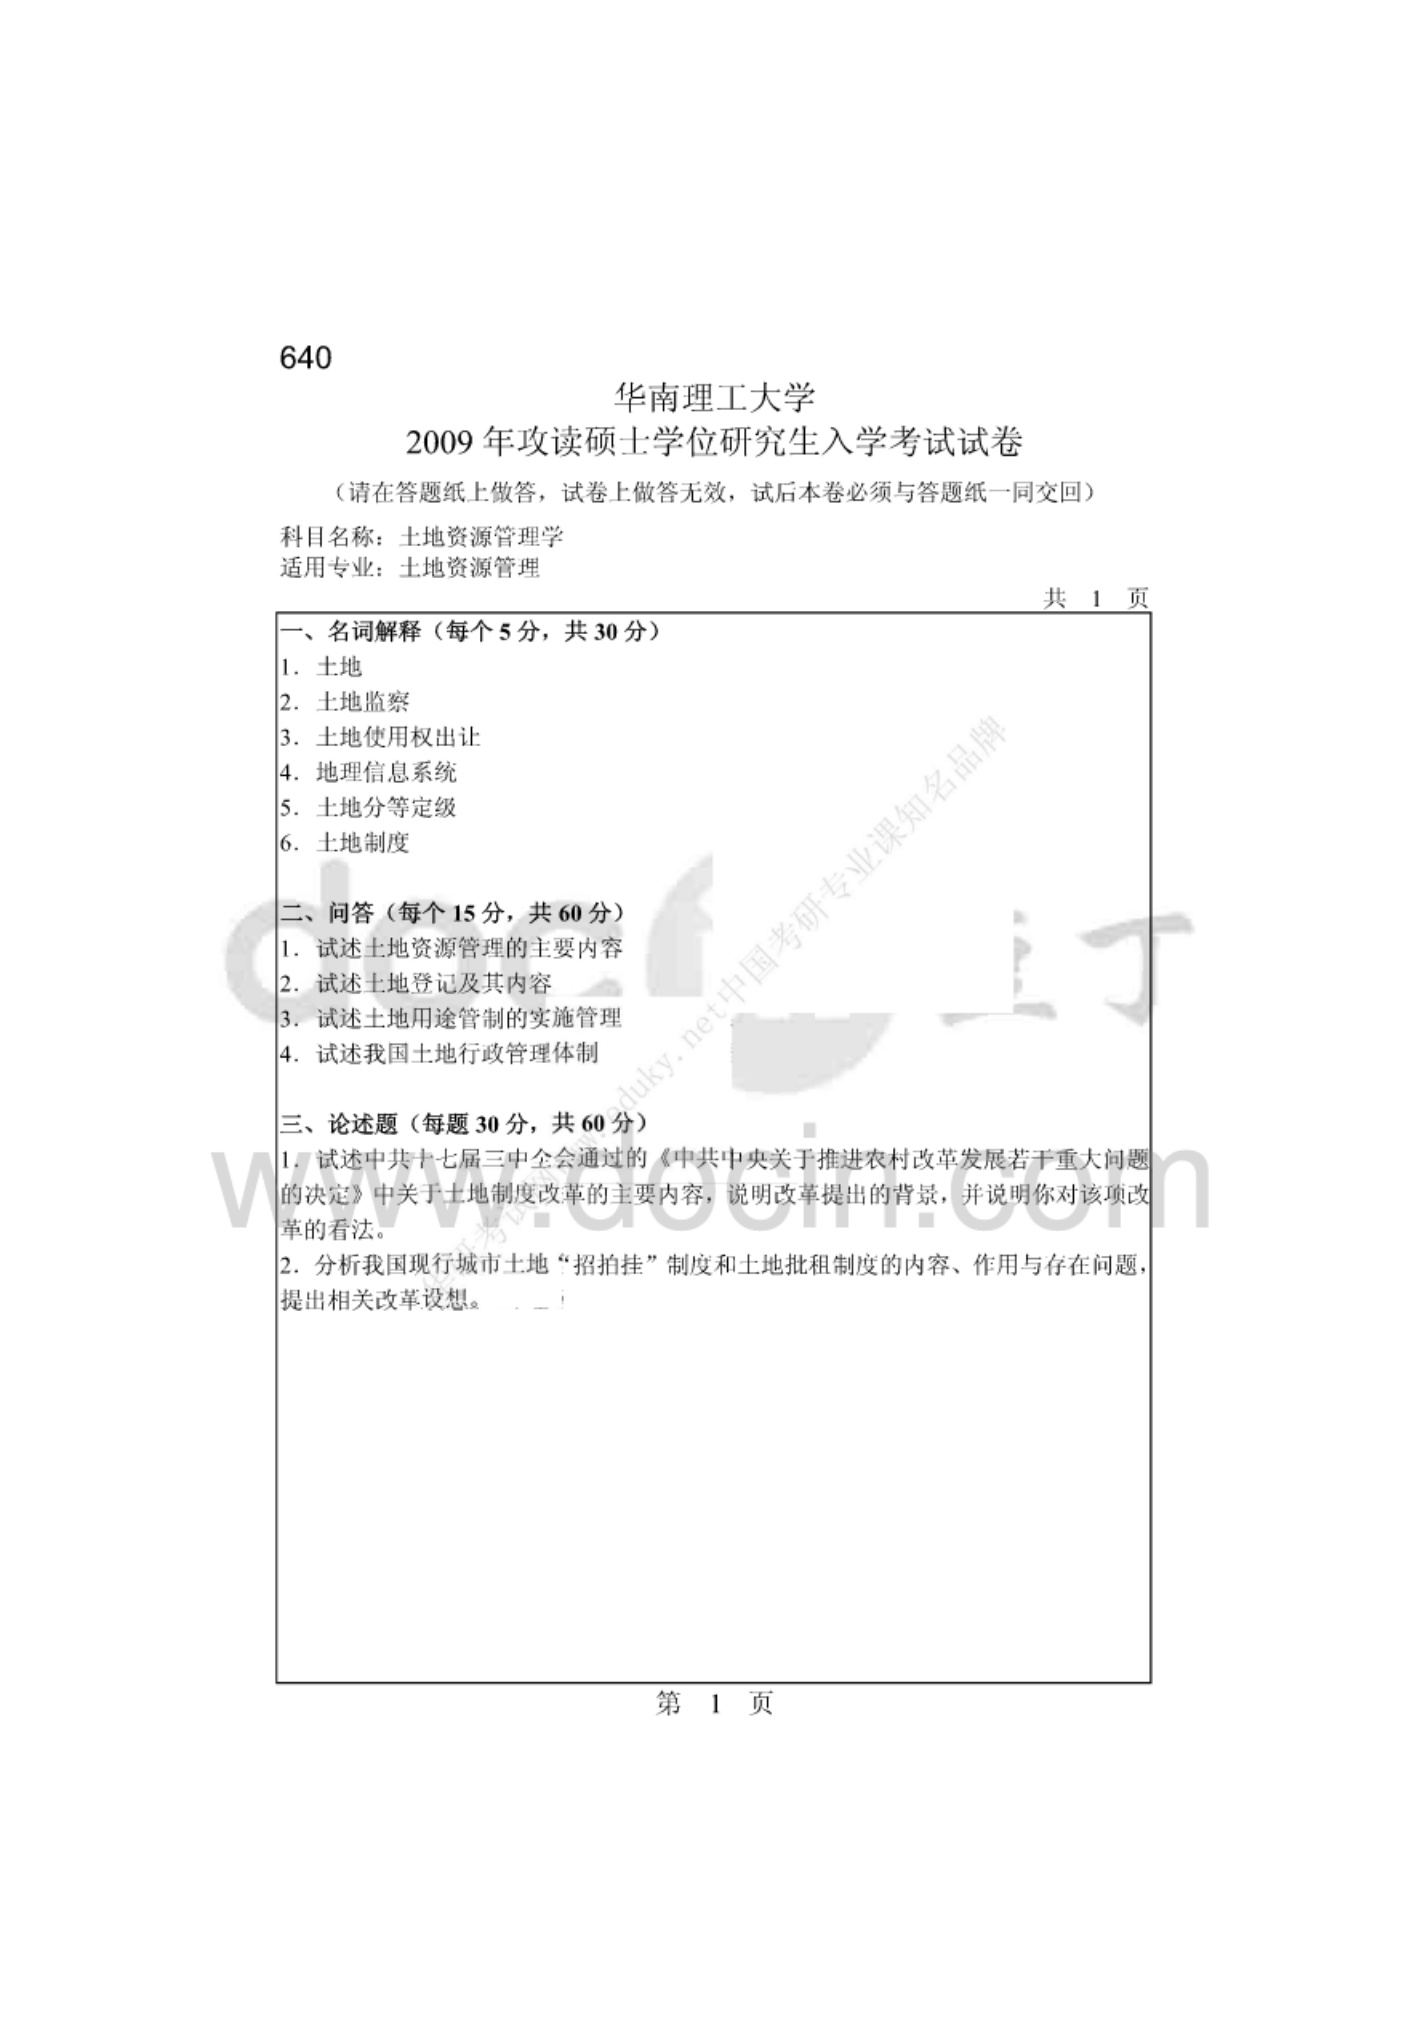 640
华南理工大学
2009 年攻读硕士学位研究生入学考试试卷
（请在答题纸上做答，试卷上做答无效，试后本卷必须与答题纸一同交回）
科目名称：土地资源管理学
适用专业：土地资源管理
共 1 页
一、名词解释（每个 5 分，共 30 分）
1．土地
2．土地监察
3．土地使用权出让
4．地理信息系统
5．土地分等定级
6．土地制度
二、问答（每个 15 分，共 60 分）
1．试述土地资源管理的主要内容
2．试述土地登记及其内容
3．试述土地用途管制的实施管理
4．试述我国土地行政管理体制
三、论述题（每题 30 分，共 60 分）
1．试述中共十七届三中全会通过的《中共中央关于推进农村改革发展若干重大问题
的决定》中关于土地制度改革的主要内容，说明改革提出的背景，并说明你对该项改
革的看法。
2．分析我国现行城市土地“招拍挂”制度和土地批租制度的内容、作用与存在问题，
提出相关改革设想。
第 1 页
www.docin.com